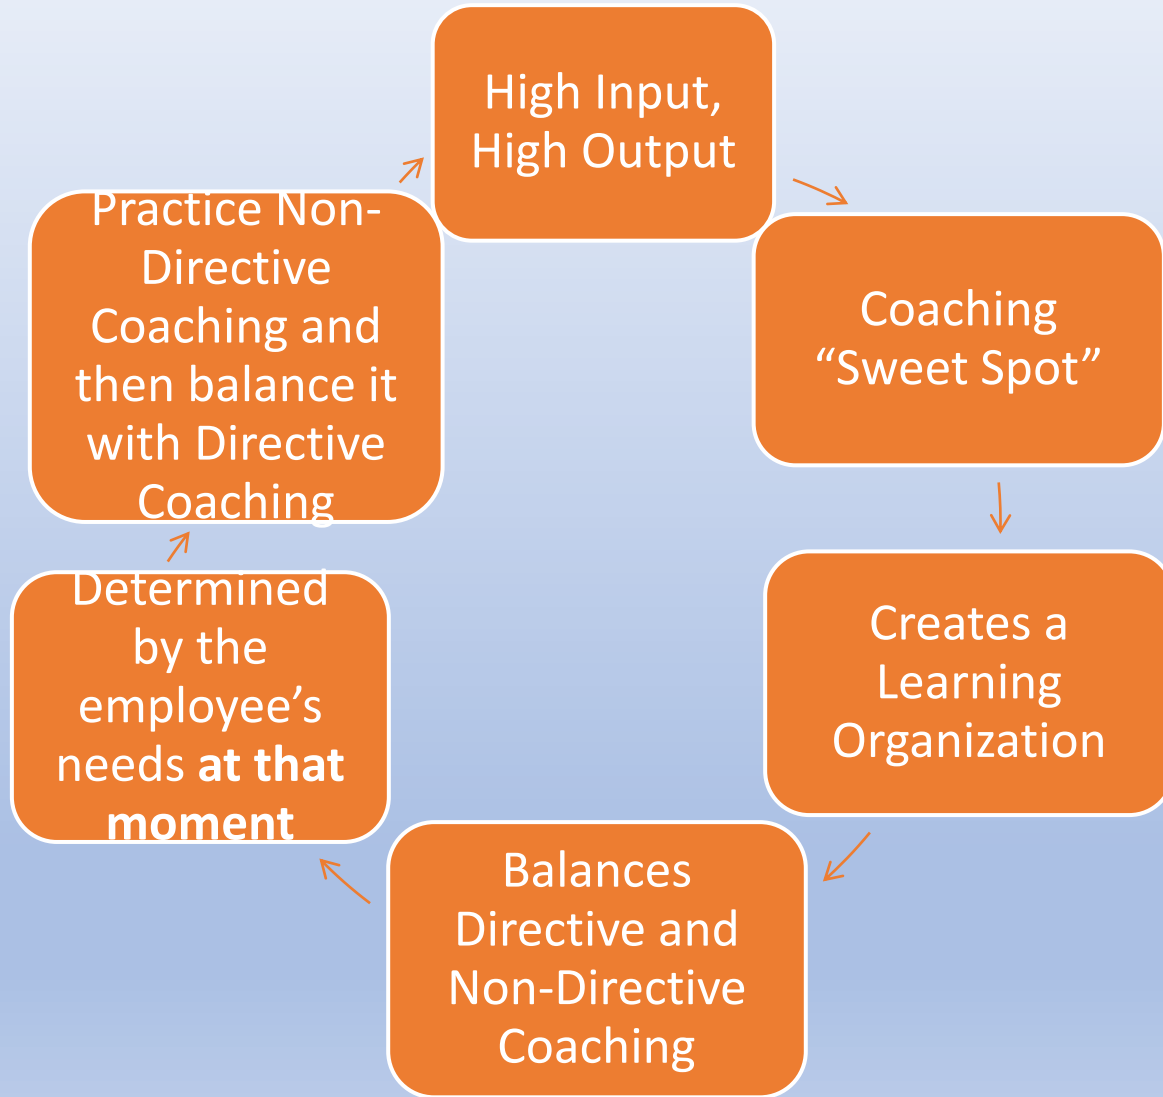 High Input,
High Output
Coaching
“Sweet Spot”
Creates a
Learning
Organization
Balances
Directive and
Non-Directive
Coaching
Determined
by the
employee’s
needs at that
moment
Practice Non-
Directive
Coaching and
then balance it
with Directive
Coaching